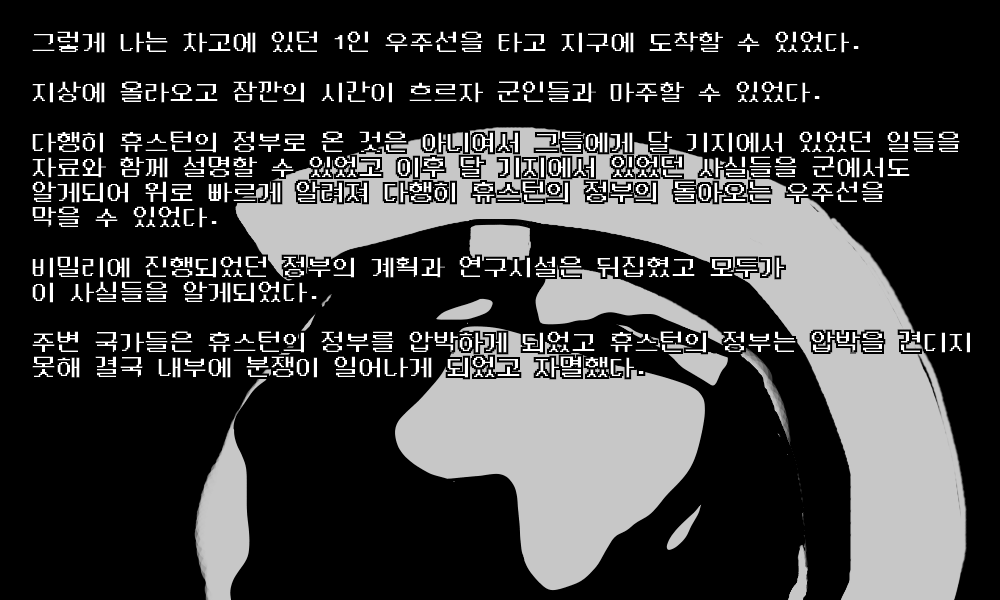 그렇게 나는 차고에 있던 1인 우주선을 타고 지구에 도착할 수 있었다.
지상에 올라오고 잠깐의 시간이 흐르자 군인들과 마주할 수 있었다.
다행히 휴스턴의 정부로 온 것은 아니여서 그들에게 달 기지에서 있었던 일들을
자료와 함께 설명할 수 있었고 이후 달 기지에서 있었던 사실들을 군에서도
알게되어 위로 빠르게 알려져 다행히 휴스턴의 정부의 돌아오는 우주선을
막을 수 있었다.
비밀리에 진행되었던 정부의 계획과 연구시설은 뒤집혔고 모두가
이 사실들을 알게되었다.
주변 국가들은 휴스턴의 정부를 압박하게 되었고 휴스턴의 정부는 압박을 견디지
못해 결국 내부에 분쟁이 일어나게 되었고 자멸했다.